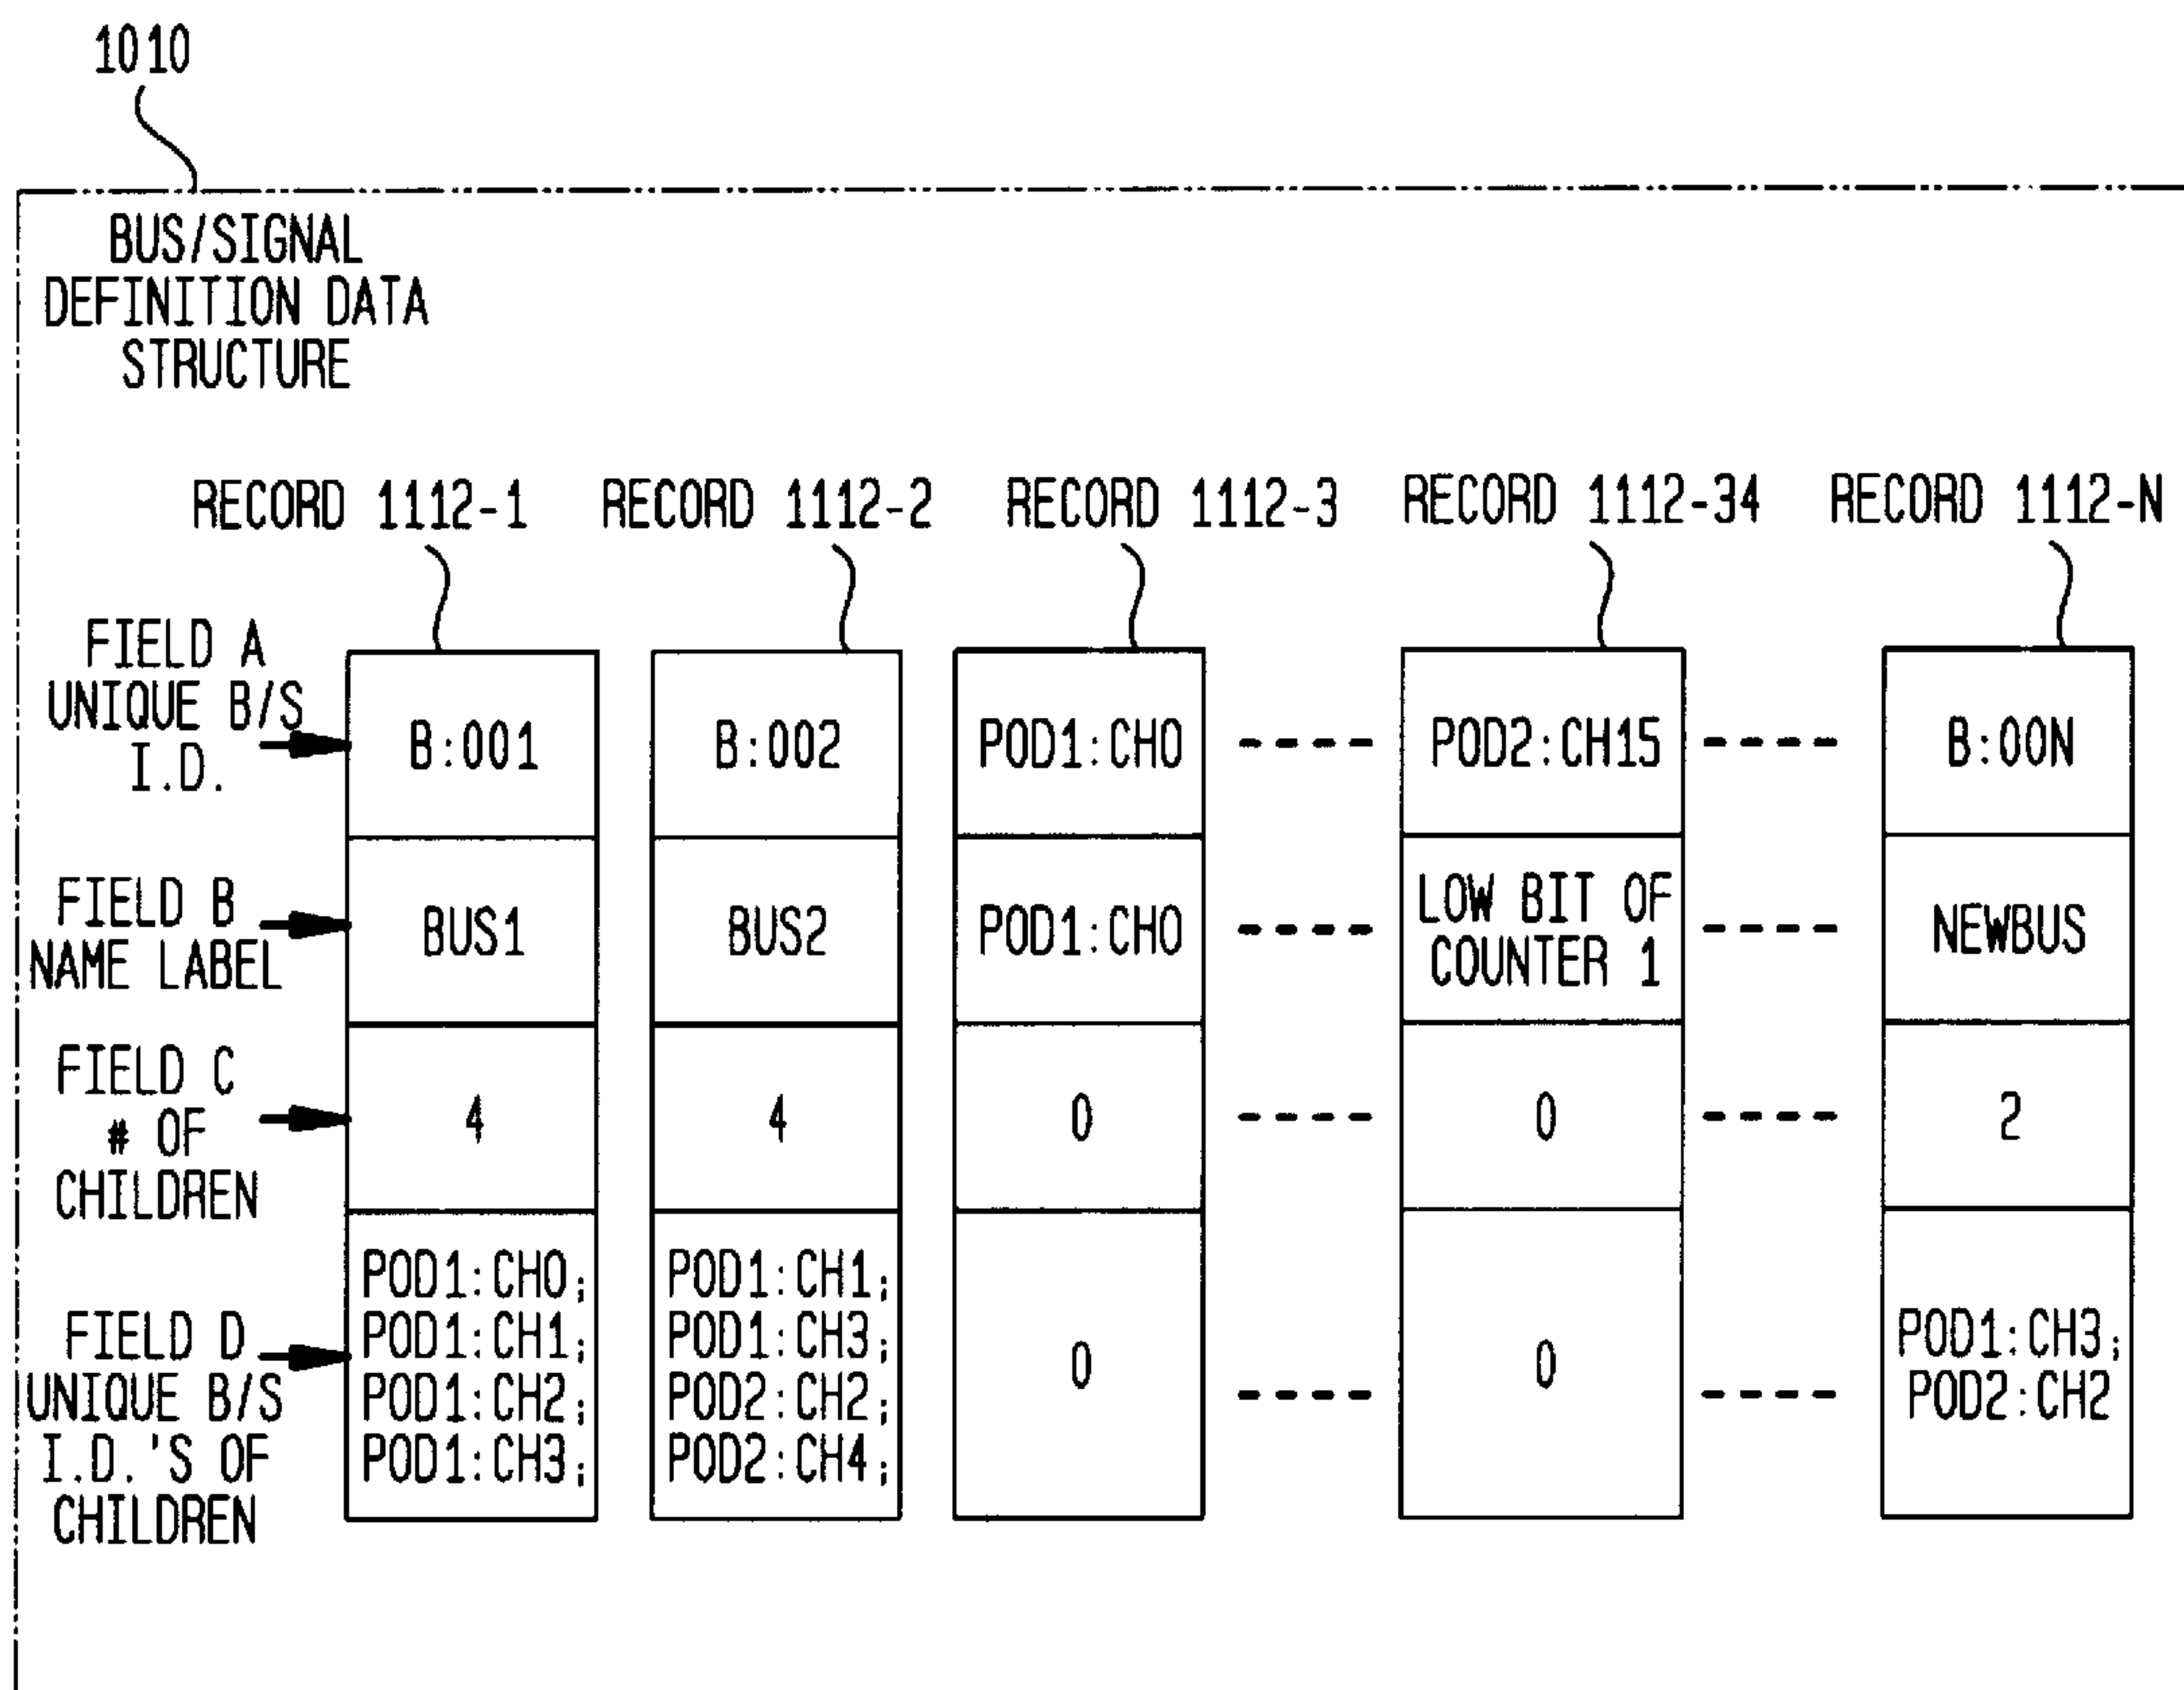 1010
BUS/SIGNAL
DEFINITION DATA
STRUCTURE
RECORD 1112-1
RECORD 1112-2
RECORD 1112-3
RECORD 1112-34
RECORD 1112-N
FIELD A
UNIQUE B/S
I.D.
B:001
B:002
POD1:CH0
POD2:CH15
B:00N
FIELD B
NAME LABEL
BUS1
BUS2
POD1:CH0
LOW BIT OF
COUNTER 1
NEWBUS
FIELD C
# OF
CHILDREN
4
4
0
0
2
FIELD D
UNIQUE B/S
I.D.'S OF
CHILDREN
POD1:CH0;
POD1:CH1;
POD1:CH2;
POD1:CH3;
POD1:CH1;
POD1:CH3;
POD2:CH2;
POD2:CH4;
0
0
POD1:CH3;
POD2:CH2